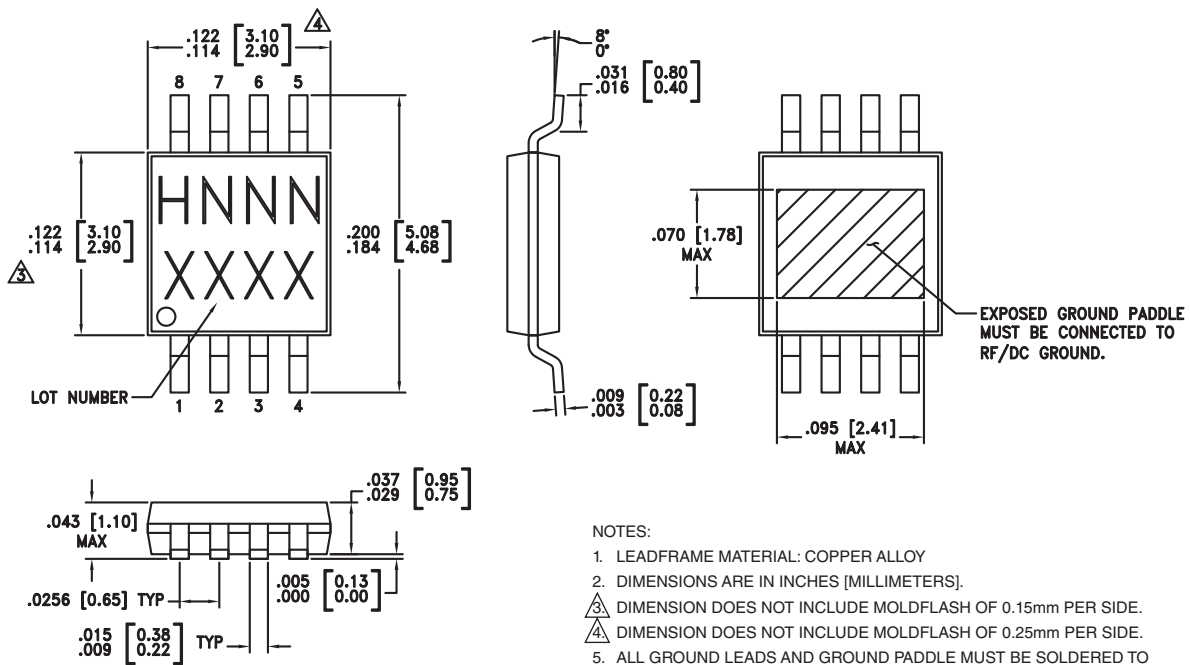 .122 [3.10]
.114 [2.90]
4
8 7 6 5
.122 [3.10]
.114 [2.90]
3
HNNN
XXXX
.200 [5.08]
.184 [4.68]
LOT NUMBER
1 2 3 4
8°
0°
.031 [0.80]
.016 [0.40]
.009 [0.22]
.003 [0.08]
.070 [1.78]
MAX
EXPOSED GROUND PADDLE
MUST BE CONNECTED TO
RF/DC GROUND.
.095 [2.41]
MAX
.037 [0.95]
.029 [0.75]
.043 [1.10]
MAX
.005 [0.13]
.000 [0.00]
.0256 [0.65] TYP
.015 [0.38]
.009 [0.22]
TYP
NOTES:
1. LEADFRAME MATERIAL: COPPER ALLOY
2. DIMENSIONS ARE IN INCHES [MILLIMETERS].
3. DIMENSION DOES NOT INCLUDE MOLDFLASH OF 0.15mm PER SIDE.
4. DIMENSION DOES NOT INCLUDE MOLDFLASH OF 0.25mm PER SIDE.
5. ALL GROUND LEADS AND GROUND PADDLE MUST BE SOLDERED TO